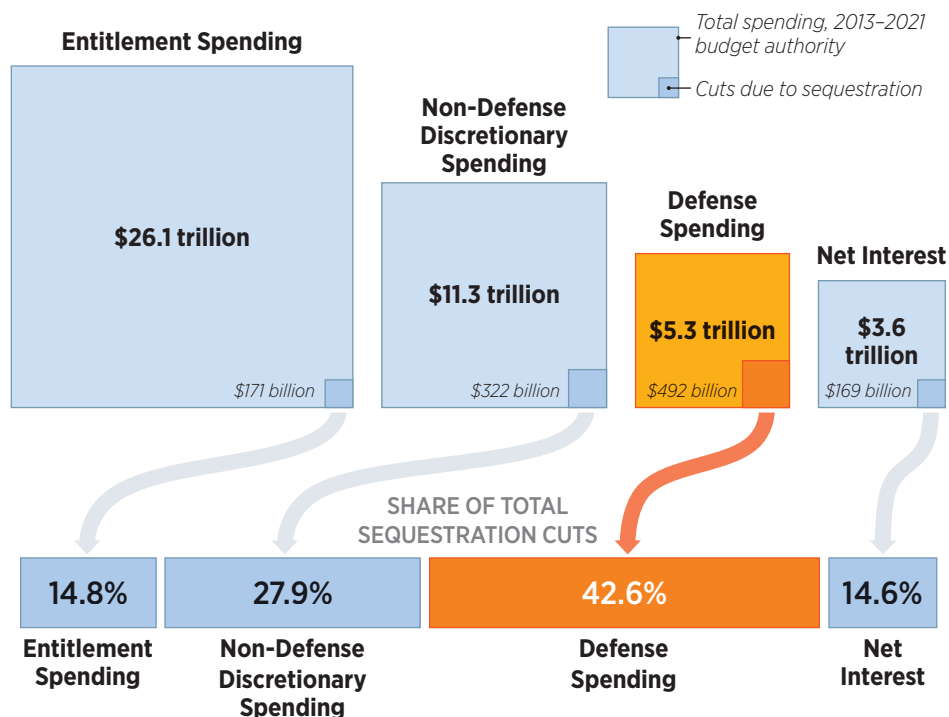 Total spending, 2013–2021
budget authority
Cuts due to sequestration
Entitlement Spending
$26.1 trillion
$171 billion
Non-Defense
Discretionary
Spending
$11.3 trillion
$322 billion
Defense
Spending
$5.3 trillion
$492 billion
Net Interest
$3.6
trillion
$169 billion
SHARE OF TOTAL
SEQUESTRATION CUTS
14.8%
Entitlement
Spending
27.9%
Non-Defense
Discretionary
Spending
42.6%
Defense
Spending
14.6%
Net
Interest